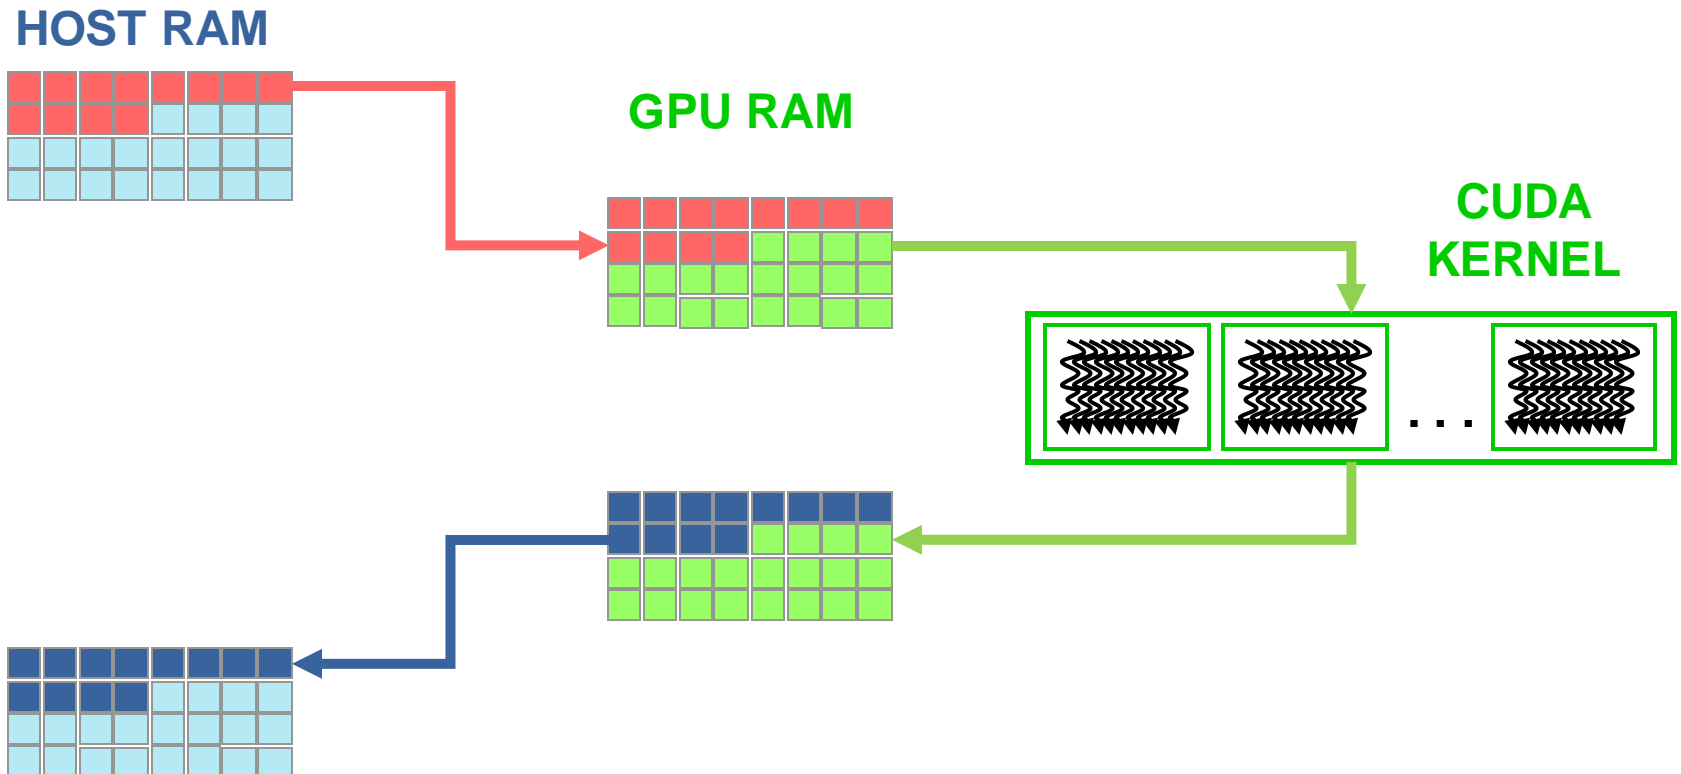 HOST RAM
GPU RAM
CUDA
KERNEL
. . .